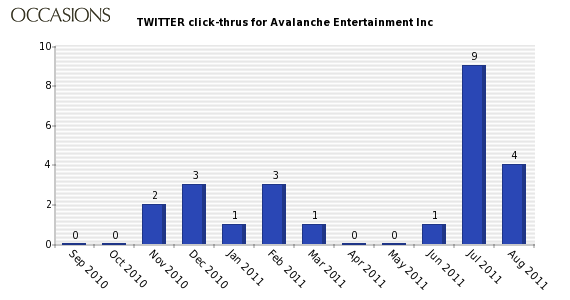 OCCASIONS
TWITTER click-thrus for Avalanche Entertainment Inc
10
8
6
4
2
0
0
0
2
3
1
3
1
0
0
1
9
4
Sep 2010
Oct 2010
Nov 2010
Dec 2010
Jan 2011
Feb 2011
Mar 2011
Apr 2011
May 2011
Jun 2011
Jul 2011
Aug 2011